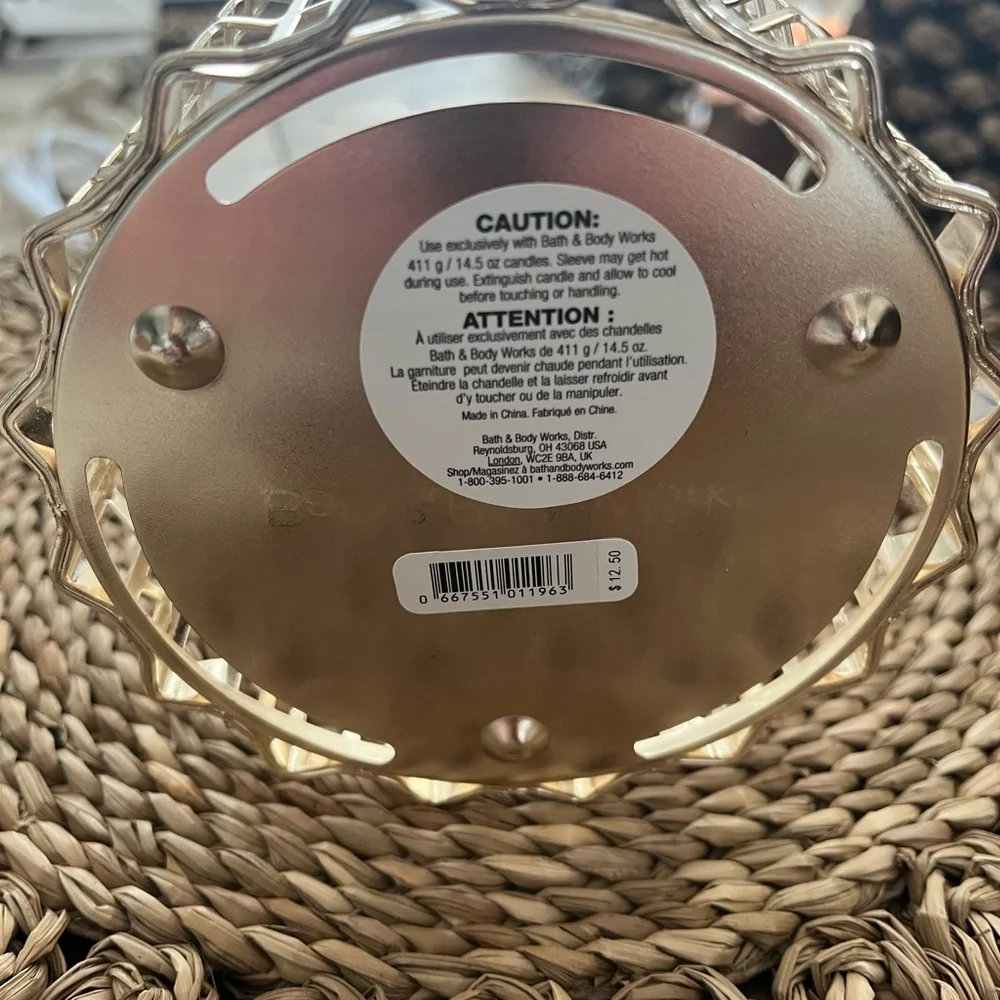 CAUTION:
Use exclusively with Bath & Body Works
411 g / 14.5 oz candles. Sleeve may get hot
during use. Extinguish candle and allow to cool
before touching or handling.
ATTENTION :
À utiliser exclusivement avec des chandelles
Bath & Body Works de 411 g / 14.5 oz.
La garniture peut devenir chaude pendant l'utilisation.
Éteindre la chandelle et la laisser refroidir avant
d'y toucher ou de la manipuler.
Made in China. Fabriqué en Chine.
Bath & Body Works, Distr.
Reynoldsburg, OH 43068 USA
London, WC2E 9BA, UK
Shop/Magasinez à bathandbodyworks.com
1-800-395-1001 • 1-888-684-6412
0 667551 011963
$12.50